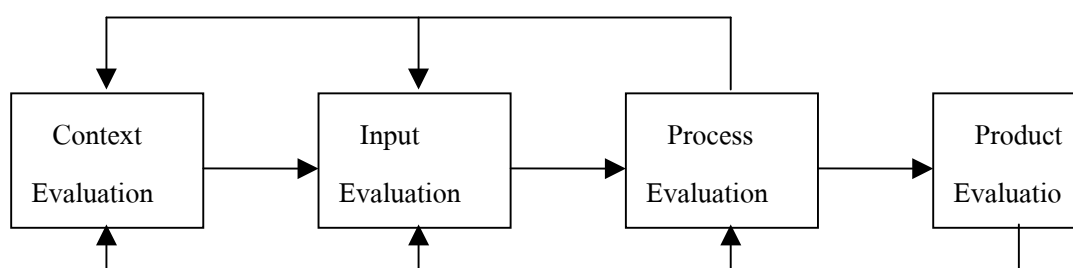 Context
Evaluation
Input
Evaluation
Process
Evaluation
Product
Evaluatio